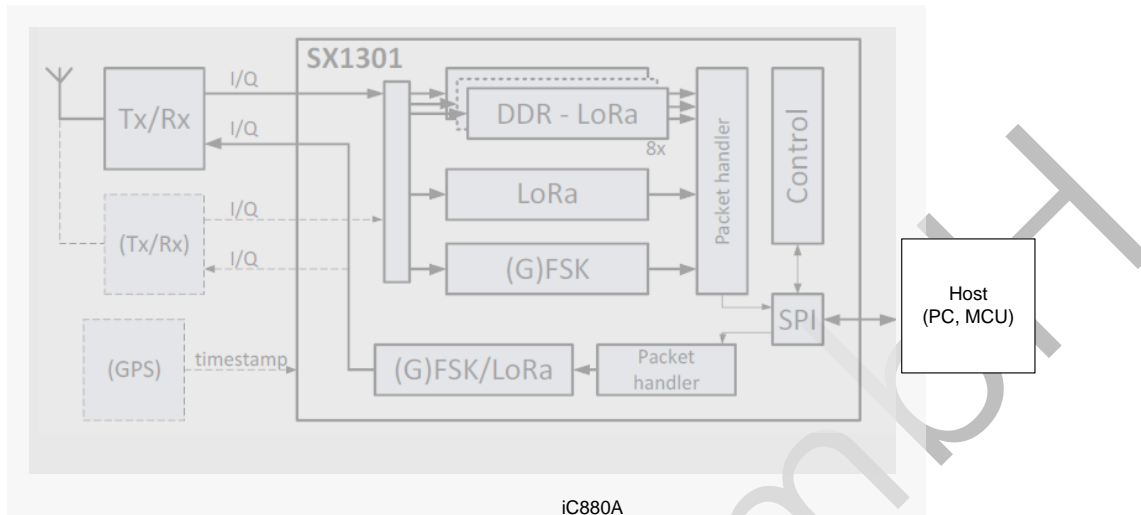 SX1301
I/Q
Tx/Rx
I/Q
DDR - LoRa
8x
Packet handler
Control
LoRa
I/Q
(Tx/Rx)
I/Q
(G)FSK
Host
(PC, MCU)
SPI
(GPS)
timestamp
(G)FSK/LoRa
Packet
handler
iC880A
mbH